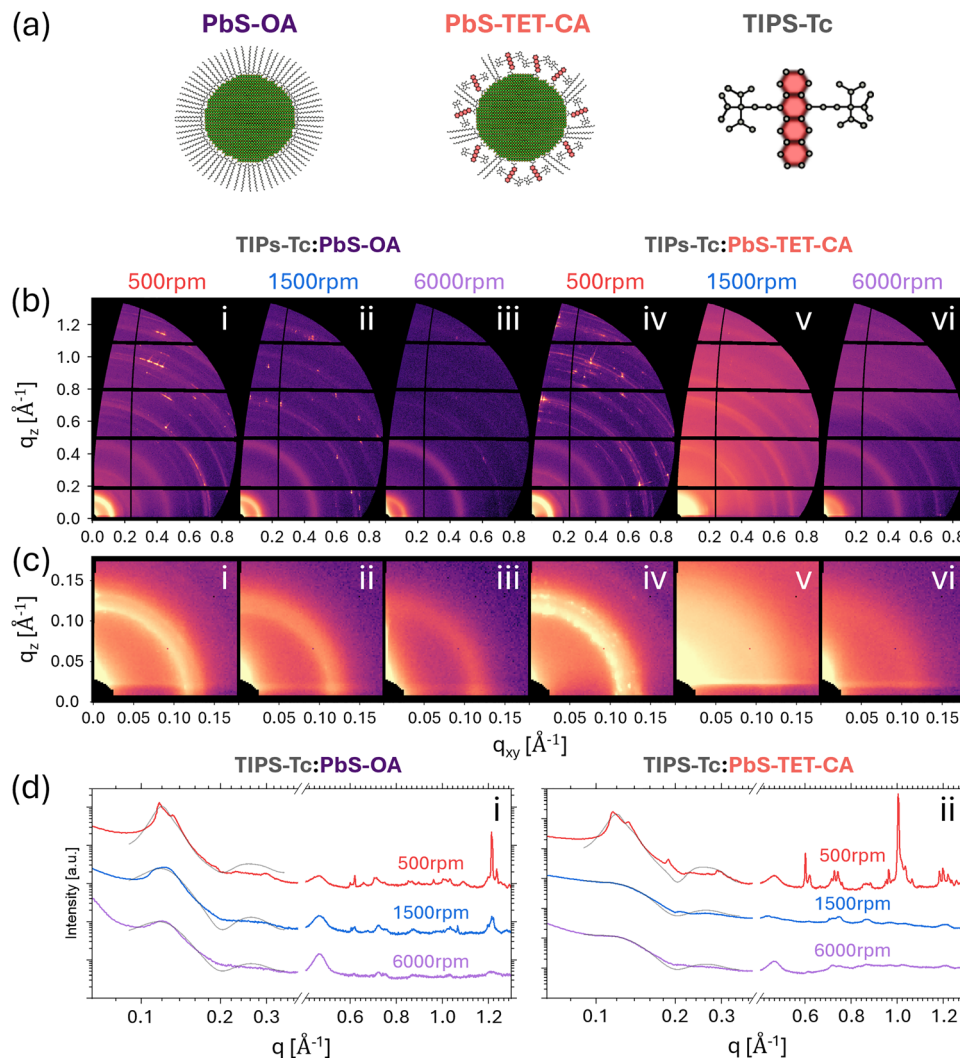 (a)
PbS-OA PbS-TET-CA TIPS-Tc
TIPs-Tc:PbS-OA TIPs-Tc:PbS-TET-CA
500rpm 1500rpm 6000rpm 500rpm 1500rpm 6000rpm
(b)
i ii iii iv v vi
1.2
1.0
0.8
0.6
0.4
0.2
0.0
qz [Å-1]
0.2 0.4 0.6 0.8 0.2 0.4 0.6 0.8 0.2 0.4 0.6 0.8 0.2 0.4 0.6 0.8 0.2 0.4 0.6 0.8 0.2 0.4 0.6 0.8
(c)
i ii iii iv v vi
0.15
0.10
0.05
0.0
qz [Å-1]
0.0 0.05 0.10 0.15 0.05 0.10 0.15 0.05 0.10 0.15 0.05 0.10 0.15 0.05 0.10 0.15 0.05 0.10 0.15
qxy [Å-1]
TIPS-Tc:PbS-OA TIPS-Tc:PbS-TET-CA
(d)
i ii
Intensity [a.u.]
500rpm 500rpm
1500rpm 1500rpm
6000rpm 6000rpm
0.1 0.2 0.3 0.4 0.6 0.8 1.0 1.2 0.1 0.2 0.3 0.4 0.6 0.8 1.0 1.2
q [Å-1] q [Å-1]